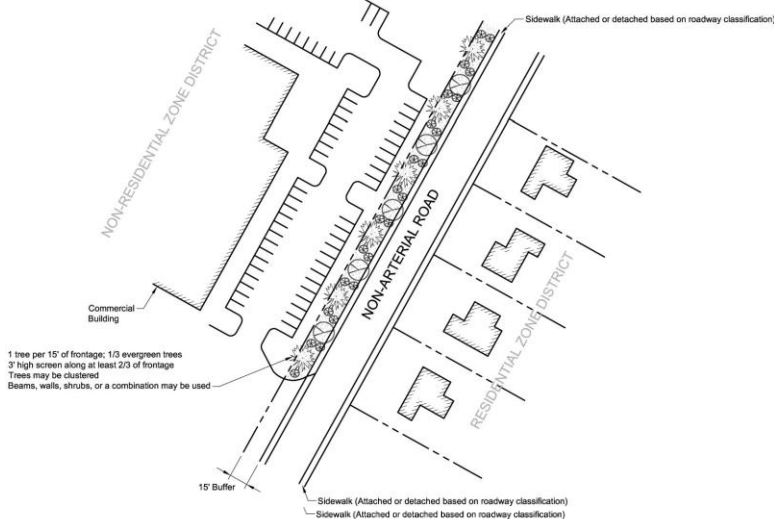 Sidewalk (Attached or detached based on roadway classification)
NON-RESIDENTIAL ZONE DISTRICT
NON-ARTERIAL ROAD
RESIDENTIAL ZONE DISTRICT
Commercial
Building
1 tree per 15' of frontage; 1/3 evergreen trees
3' high screen along at least 2/3 of frontage
Trees may be clustered
Beams, walls, shrubs, or a combination may be used
15' Buffer
Sidewalk (Attached or detached based on roadway classification)
Sidewalk (Attached or detached based on roadway classification)